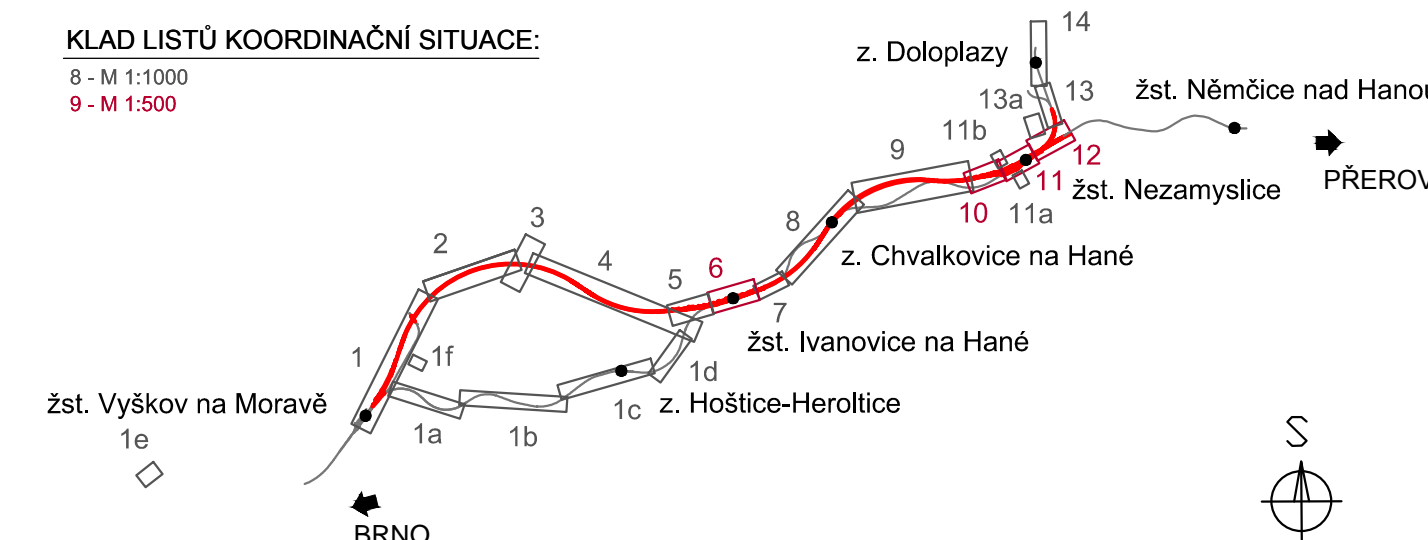 KLAD LISTŮ KOORDINAČNÍ SITUACE:
8 - M 1:1000
9 - M 1:500
14
z. Doloplazy
13
13a
žst. Němčice nad Hanou
11b
12
PŘEROV
9
11
žst. Nezamyslice
10
11a
8
z. Chvalkovice na Hané
3
2
4
5
6
7
žst. Ivanovice na Hané
1
1f
1d
1c
z. Hoštice-Heroltice
žst. Vyškov na Moravě
1a
1b
1e
BRNO
S